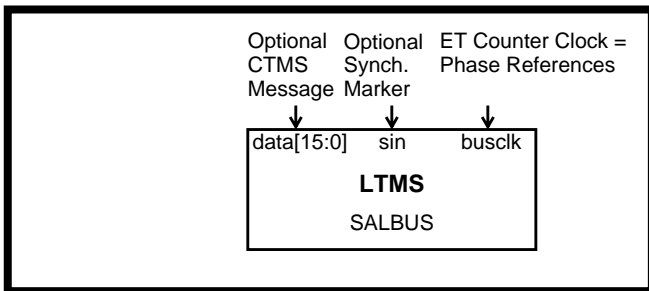 Optional Optional ET Counter Clock =
CTMS Synch. Phase References
Message Marker
data[15:0] sin busclk
LTMS
SALBUS